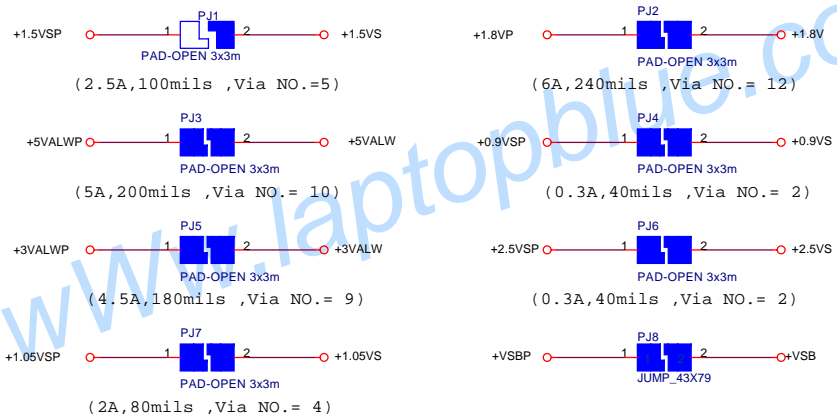 PJ1
+1.5VSP 1 2 +1.5VS
PAD-OPEN 3x3m
(2.5A,100mils ,Via NO.=5)
PJ2
+1.8VP 1 2 +1.8V
PAD-OPEN 3x3m
(6A,240mils ,Via NO.= 12)
PJ3
+5VALWP 1 2 +5VALW
PAD-OPEN 3x3m
(5A,200mils ,Via NO.= 10)
PJ4
+0.9VSP 1 2 +0.9VS
PAD-OPEN 3x3m
(0.3A,40mils ,Via NO.= 2)
PJ5
+3VALWP 1 2 +3VALW
PAD-OPEN 3x3m
(4.5A,180mils ,Via NO.= 9)
PJ6
+2.5VSP 1 2 +2.5VS
PAD-OPEN 3x3m
(0.3A,40mils ,Via NO.= 2)
PJ7
+1.05VSP 1 2 +1.05VS
PAD-OPEN 3x3m
(2A,80mils ,Via NO.= 4)
PJ8
+VSBP 1 1 2 2 +VSB
JUMP_43X79
www.laptopblue.co